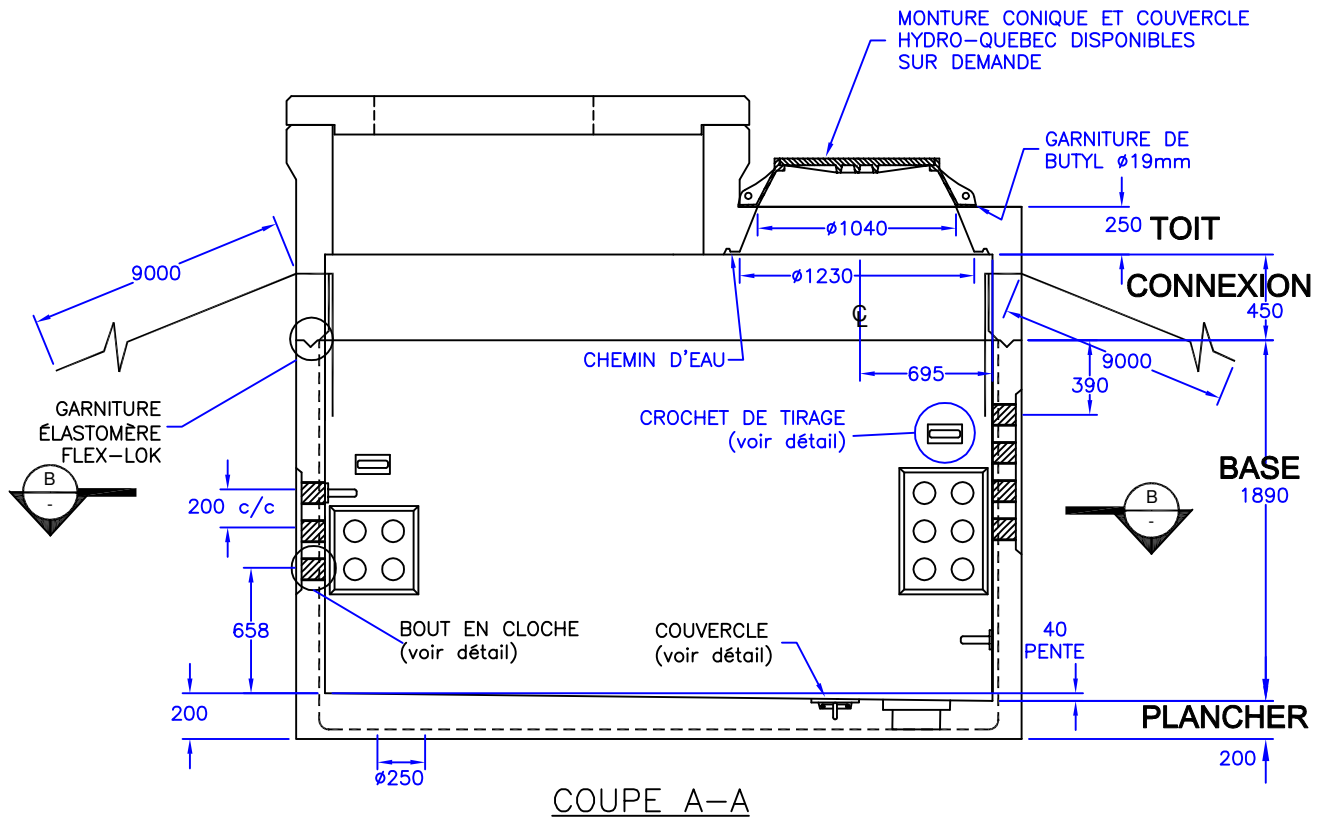 MONTURE CONIQUE ET COUVERCLE
HYDRO-QUEBEC DISPONIBLES
SUR DEMANDE
GARNITURE DE
BUTYL ø19mm
250 TOIT
ø1040
9000
ø1230
CONNEXION
450
℄
CHEMIN D'EAU
695
9000
390
GARNITURE
ÉLASTOMÈRE
FLEX-LOK
CROCHET DE TIRAGE
(voir détail)
B
-
BASE
1890
B
-
200 c/c
658
BOUT EN CLOCHE
(voir détail)
COUVERCLE
(voir détail)
40
PENTE
200
PLANCHER
200
ø250
COUPE A-A